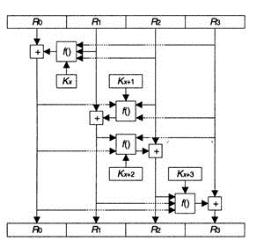 R0 R1 R2 R3
+ f()
Kx
Kx+1
f()
+
f() +
Kx+2 Kx+3
f() +
R0 R1 R2 R3